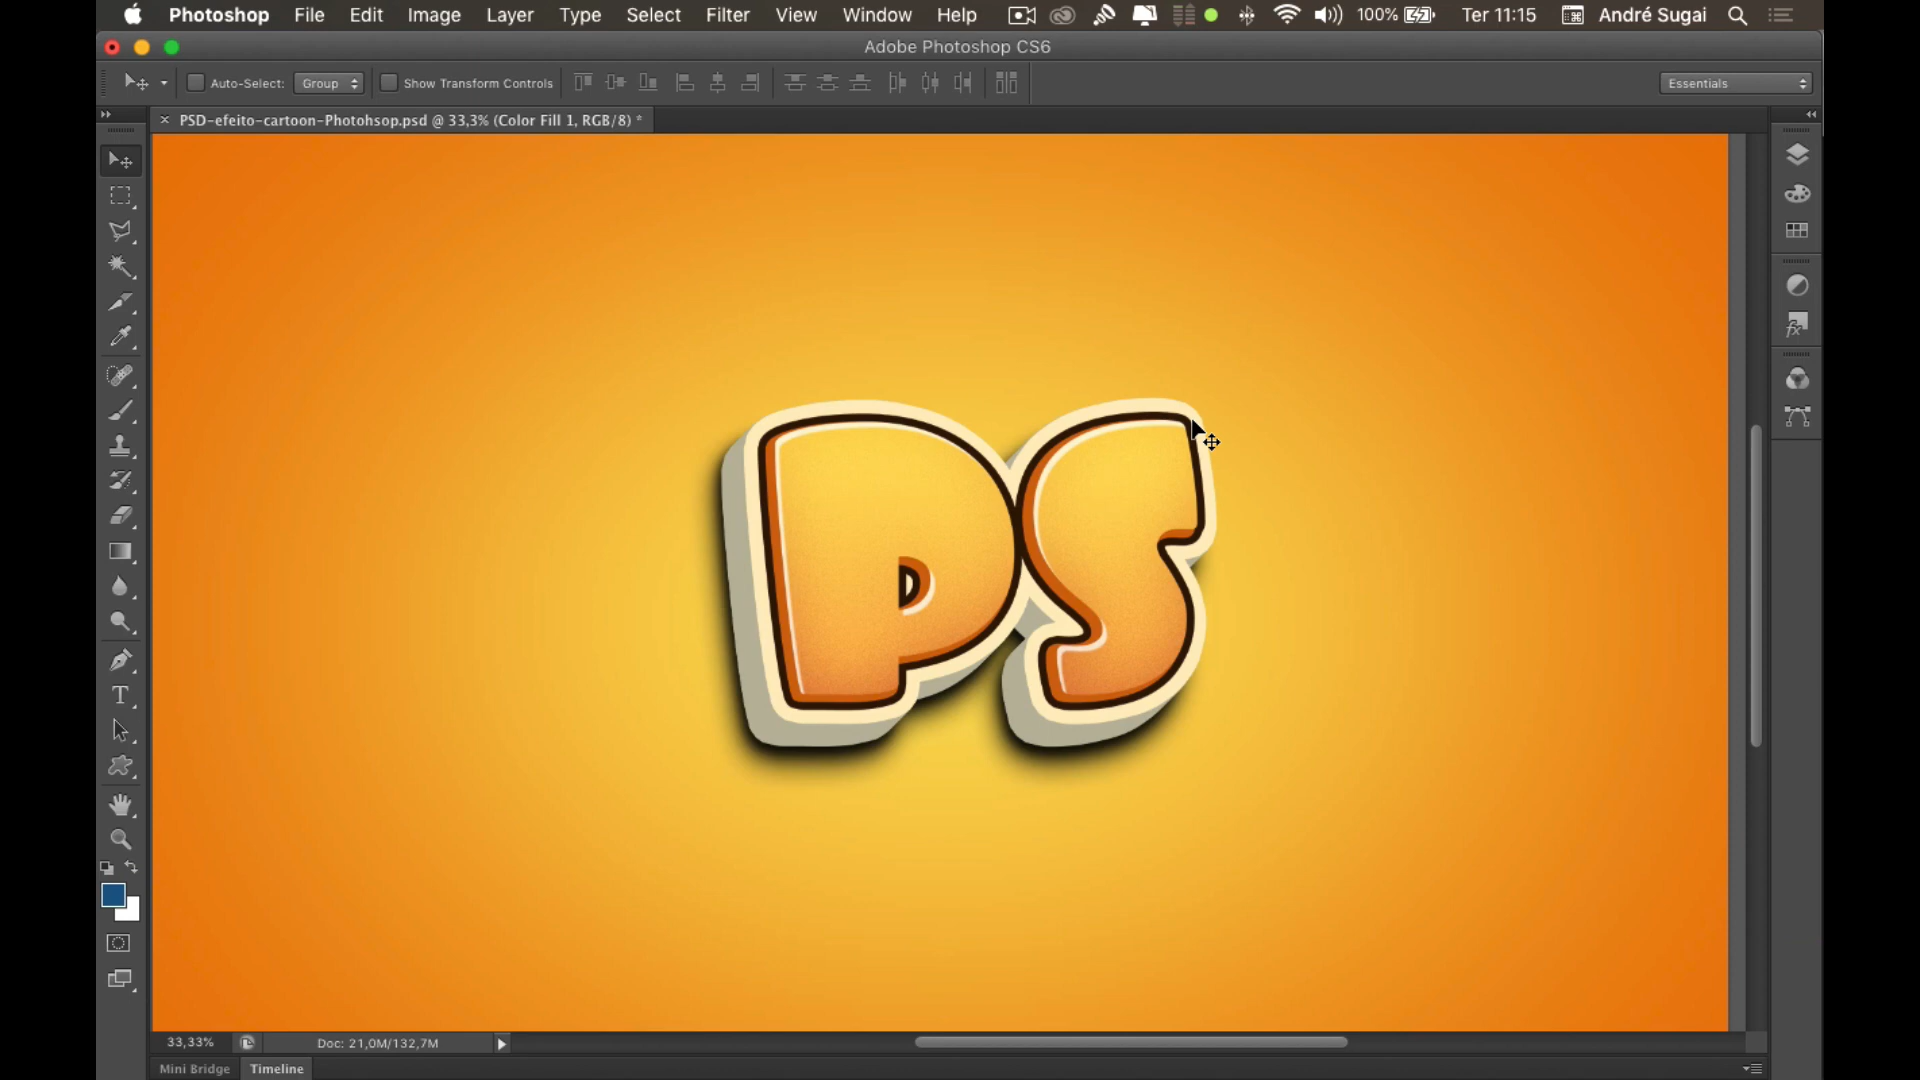 Photoshop File Edit Image Layer Type Select Filter View Window Help 100% Ter 11:15 André Sugai
Adobe Photoshop CS6
Auto-Select: Group Show Transform Controls Essentials
PSD-efeito-cartoon-Photohsop.psd @ 33,3% (Color Fill 1, RGB/8) *
PS
33,33% Doc: 21,0M/132,7M
Mini Bridge Timeline